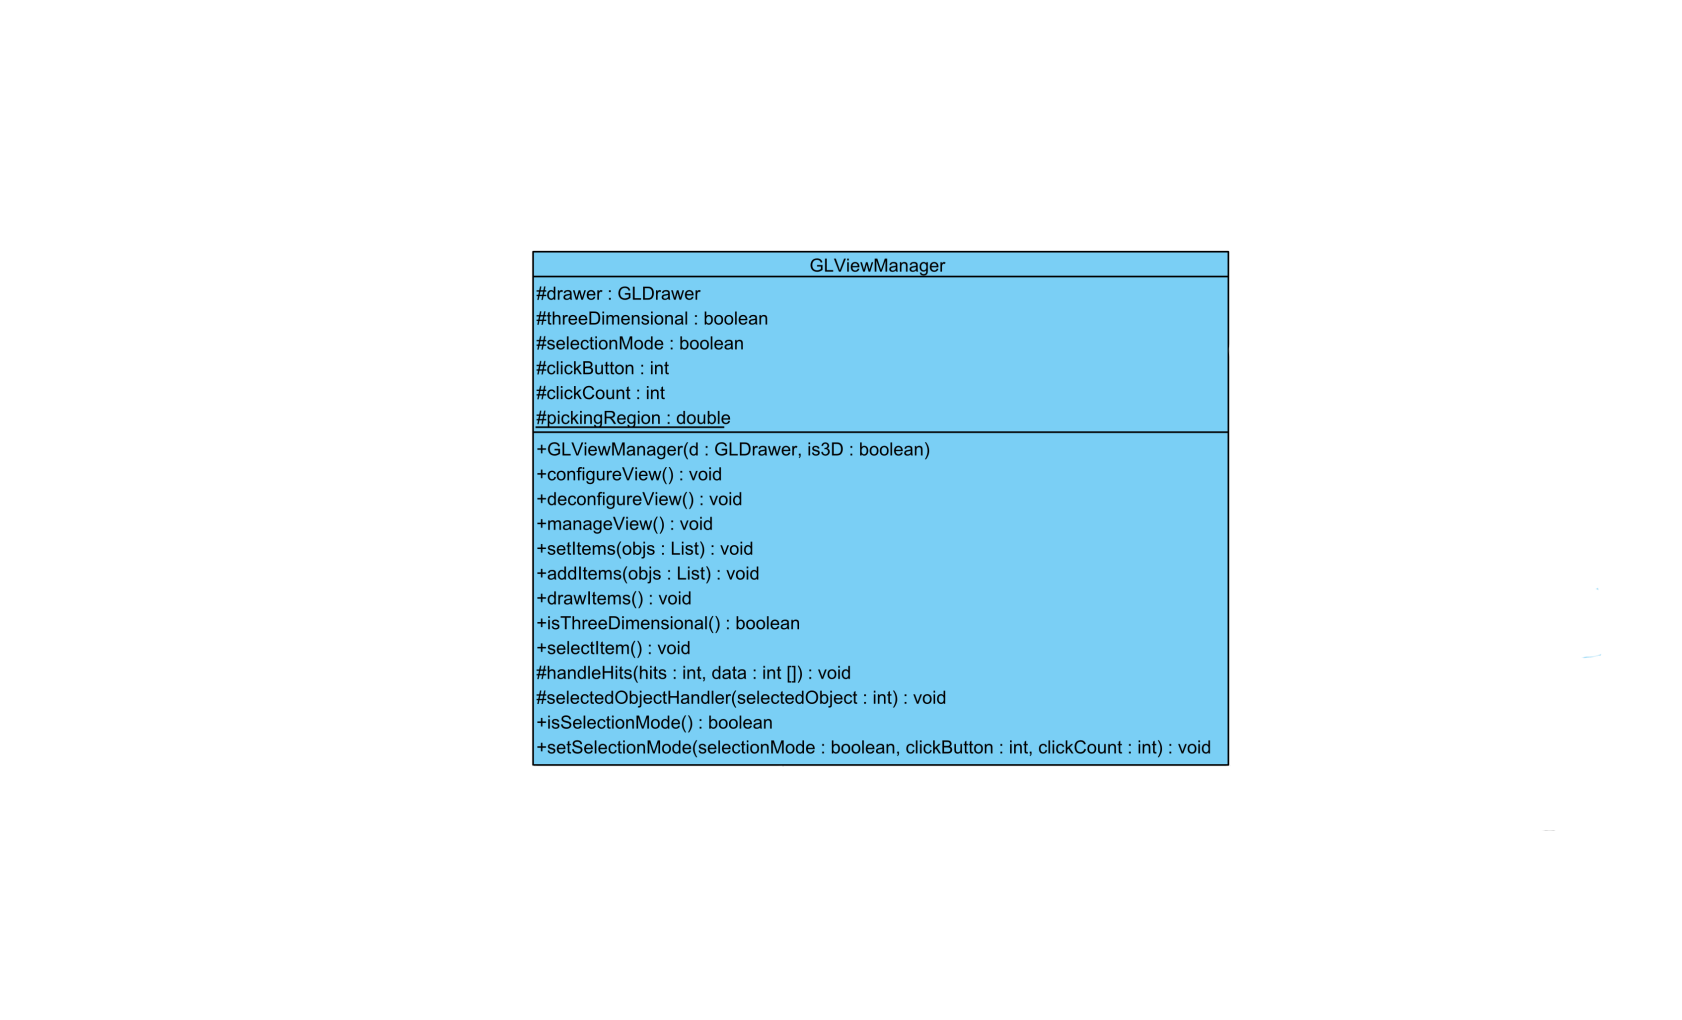 GLViewManager
#drawer : GLDrawer
#threeDimensional : boolean
#selectionMode : boolean
#clickButton : int
#clickCount : int
#pickingRegion : double
+GLViewManager(d : GLDrawer, is3D : boolean)
+configureView() : void
+deconfigureView() : void
+manageView() : void
+setItems(objs : List) : void
+addItems(objs : List) : void
+drawItems() : void
+isThreeDimensional() : boolean
+selectItem() : void
#handleHits(hits : int, data : int []) : void
#selectedObjectHandler(selectedObject : int) : void
+isSelectionMode() : boolean
+setSelectionMode(selectionMode : boolean, clickButton : int, clickCount : int) : void